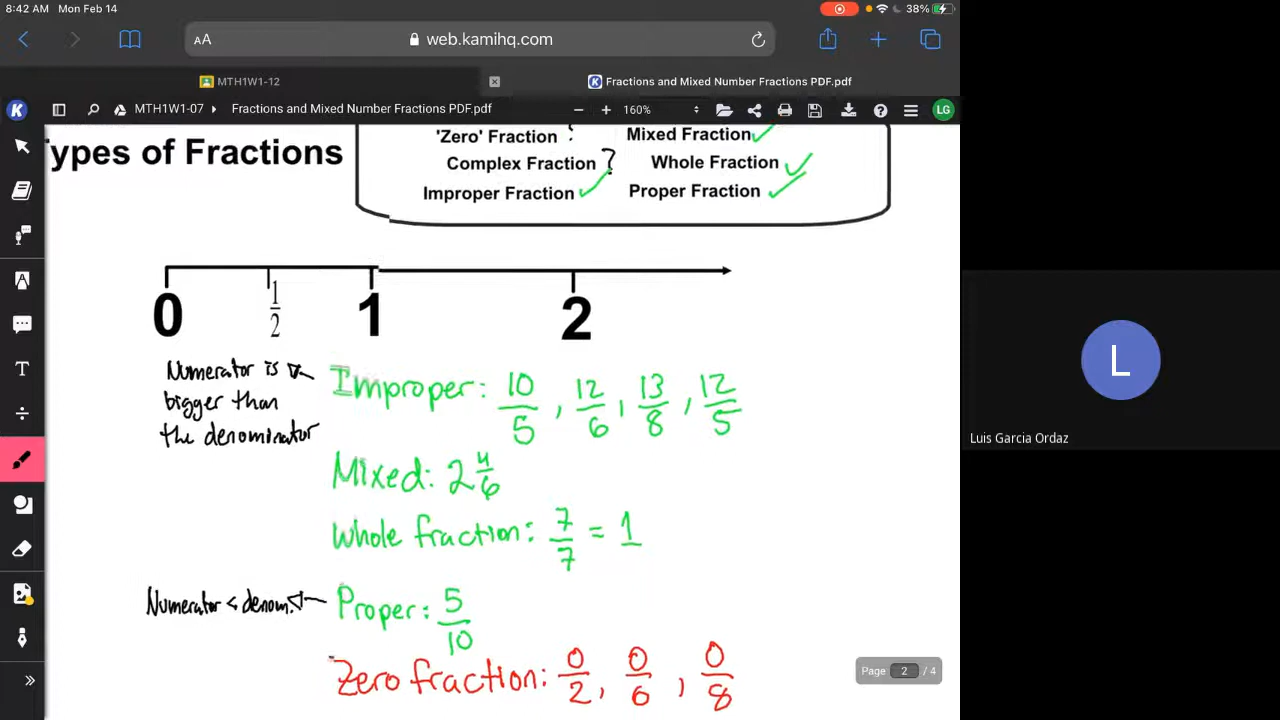 8:42 AM Mon Feb 14
38%
AA
web.kamihq.com
MTH1W1-12
K Fractions and Mixed Number Fractions PDF.pdf
K
MTH1W1-07
Fractions and Mixed Number Fractions PDF.pdf
160%
LG
ypes of Fractions
'Zero' Fraction ?
Mixed Fraction ✓
Complex Fraction ?
Whole Fraction ✓
Improper Fraction ✓
Proper Fraction ✓
0 1/2 1 2
Numerator is
bigger than
the denominator
Improper: 10/5, 12/6, 13/8, 12/5
Mixed: 2 4/6
Whole fraction: 7/7 = 1
Numerator < denom.
Proper: 5/10
Zero fraction: 0/2, 0/6, 0/8
Page 2 / 4
T
L
Luis Garcia Ordaz